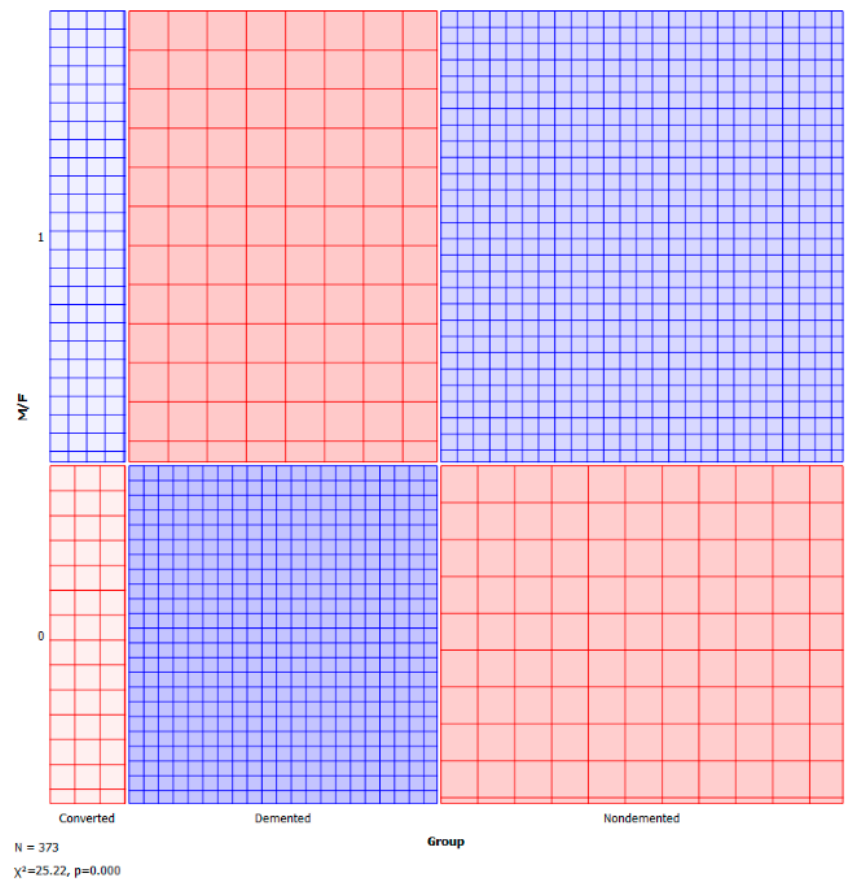 1
M/F
0
Converted
Demented
Nondemented
Group
N = 373
χ²=25.22, p=0.000